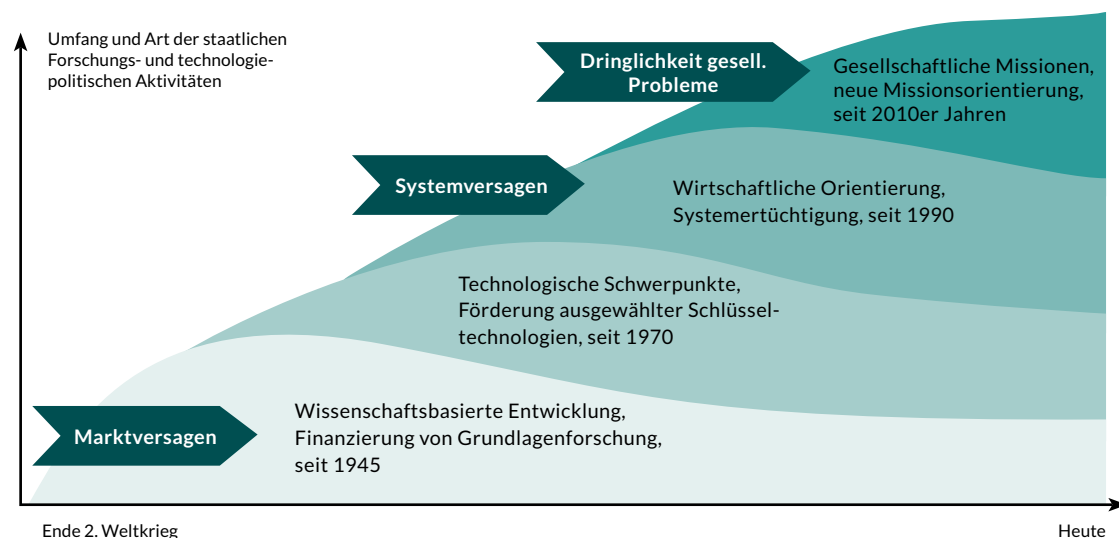 Umfang und Art der staatlichen
Forschungs- und technologie-
politischen Aktivitäten
Dringlichkeit gesell.
Probleme
Gesellschaftliche Missionen,
neue Missionsorientierung,
seit 2010er Jahren
Systemversagen
Wirtschaftliche Orientierung,
Systemertüchtigung, seit 1990
Technologische Schwerpunkte,
Förderung ausgewählter Schlüssel-
technologien, seit 1970
Marktversagen
Wissenschaftsbasierte Entwicklung,
Finanzierung von Grundlagenforschung,
seit 1945
Ende 2. Weltkrieg
Heute